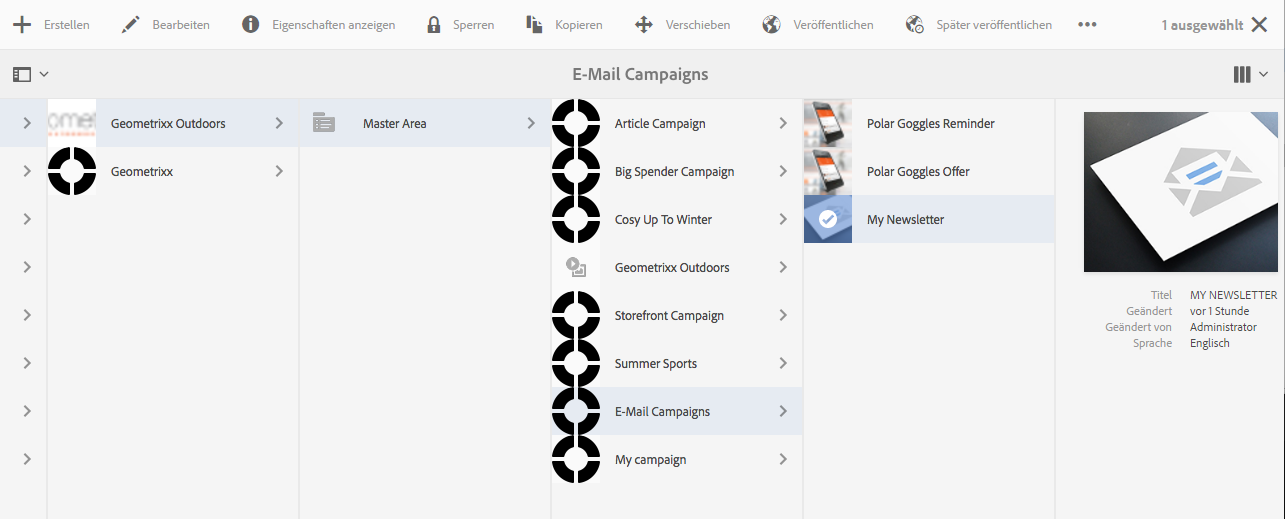 Erstellen
Bearbeiten
Eigenschaften anzeigen
Sperren
Kopieren
Verschieben
Veröffentlichen
Später veröffentlichen
1 ausgewählt
E-Mail Campaigns
Geometrixx Outdoors
Geometrixx
Master Area
Article Campaign
Big Spender Campaign
Cosy Up To Winter
Geometrixx Outdoors
Storefront Campaign
Summer Sports
E-Mail Campaigns
My campaign
Polar Goggles Reminder
Polar Goggles Offer
My Newsletter
Titel MY NEWSLETTER
Geändert vor 1 Stunde
Geändert von Administrator
Sprache Englisch